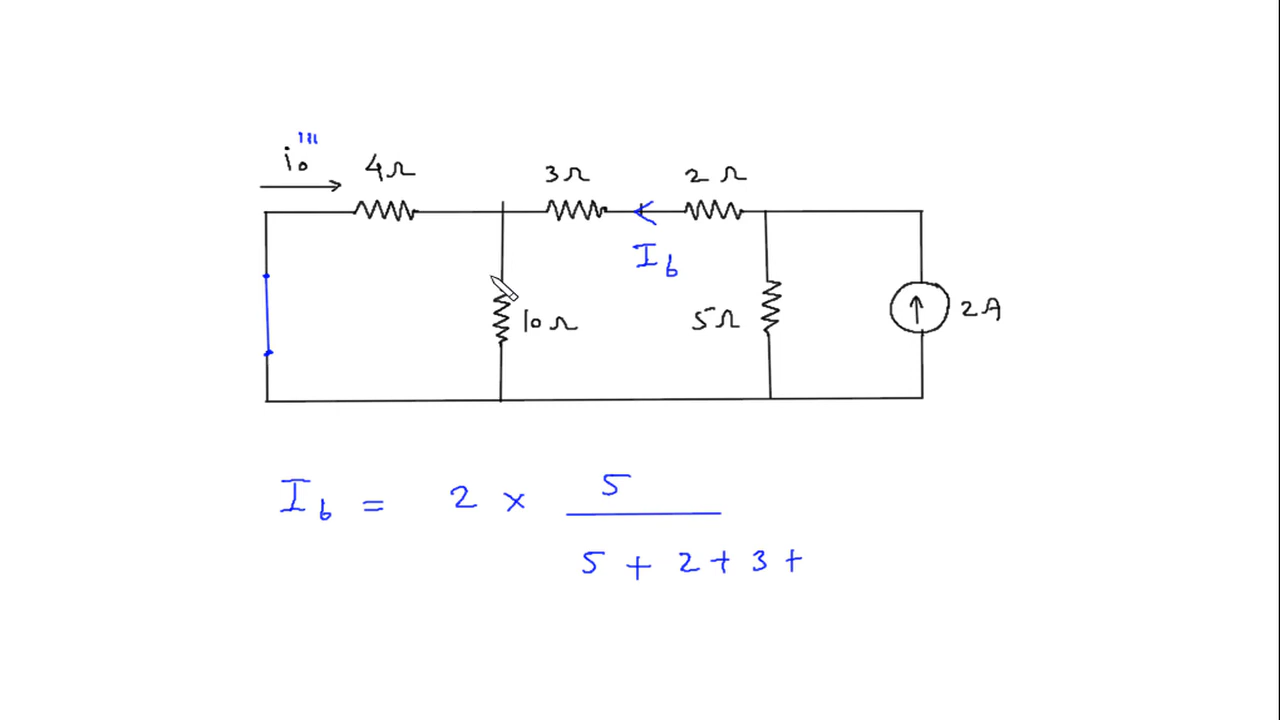 i₀'''
4Ω 3Ω 2Ω
I_b
10Ω 5Ω 2A
I_b = 2 × 5
5 + 2 + 3 +